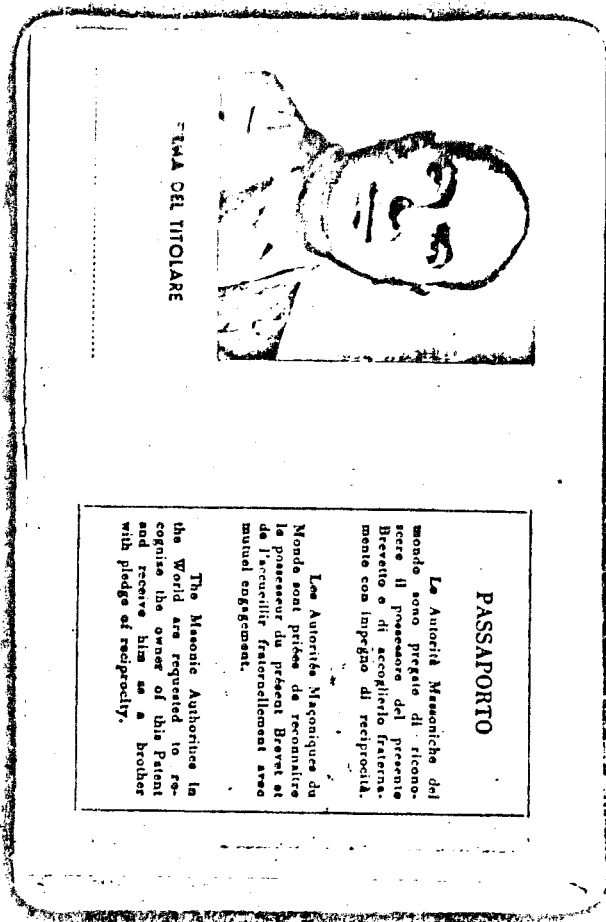 DEL TITOLARE
PASSAPORTO
Le Autorità Massoniche del
mondo sono pregate di ricono-
scere il possessore del presente
Brevetto e di accoglierlo fraterna-
mente con impegno di reciprocità.
Les Autorités Maçoniques du
Monde sont priées de reconnaitre
le possesseur du présent Brevet et
de l'accueillir fraternellement avec
mutuel engagement.
The Masonic Authorities in
the World are requested to re-
cognise the owner of this Patent
and receive him as a brother
with pledge of reciprocity.